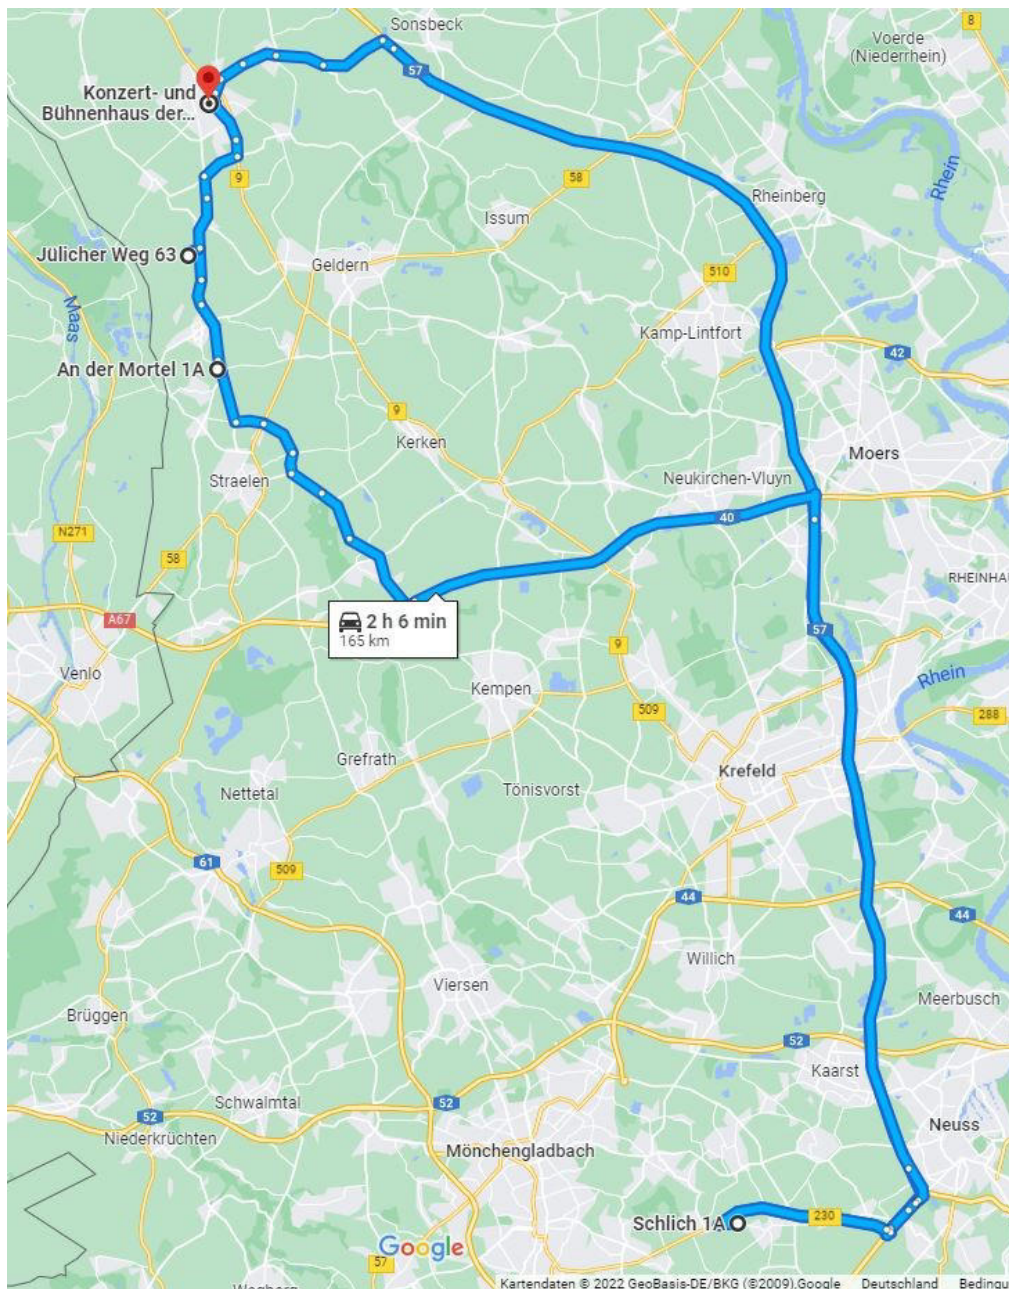 Sonsbeck
8
Voerde
(Niederrhein)
Konzert- und
Bühnenhaus der...
57
Rhein
9
58
Rheinberg
Issum
Jülicher Weg 63
Geldern
510
Maas
Kamp-Lintfort
42
An der Mortel 1A
9
Kerken
Moers
Straelen
Neukirchen-Vluyn
40
N271
58
RHEINHAU
2 h 6 min
165 km
A67
57
9
Venlo
Kempen
Rhein
509
288
Grefrath
Krefeld
Nettetal
Tönisvorst
61
509
44
44
Willich
Viersen
Meerbusch
Brüggen
52
Kaarst
Schwalmtal
52
52
Niederkrüchten
Neuss
Mönchengladbach
Schlich 1A
230
Google
57
Kartendaten © 2022 GeoBasis-DE/BKG (©2009),Google Deutschland Bedingu